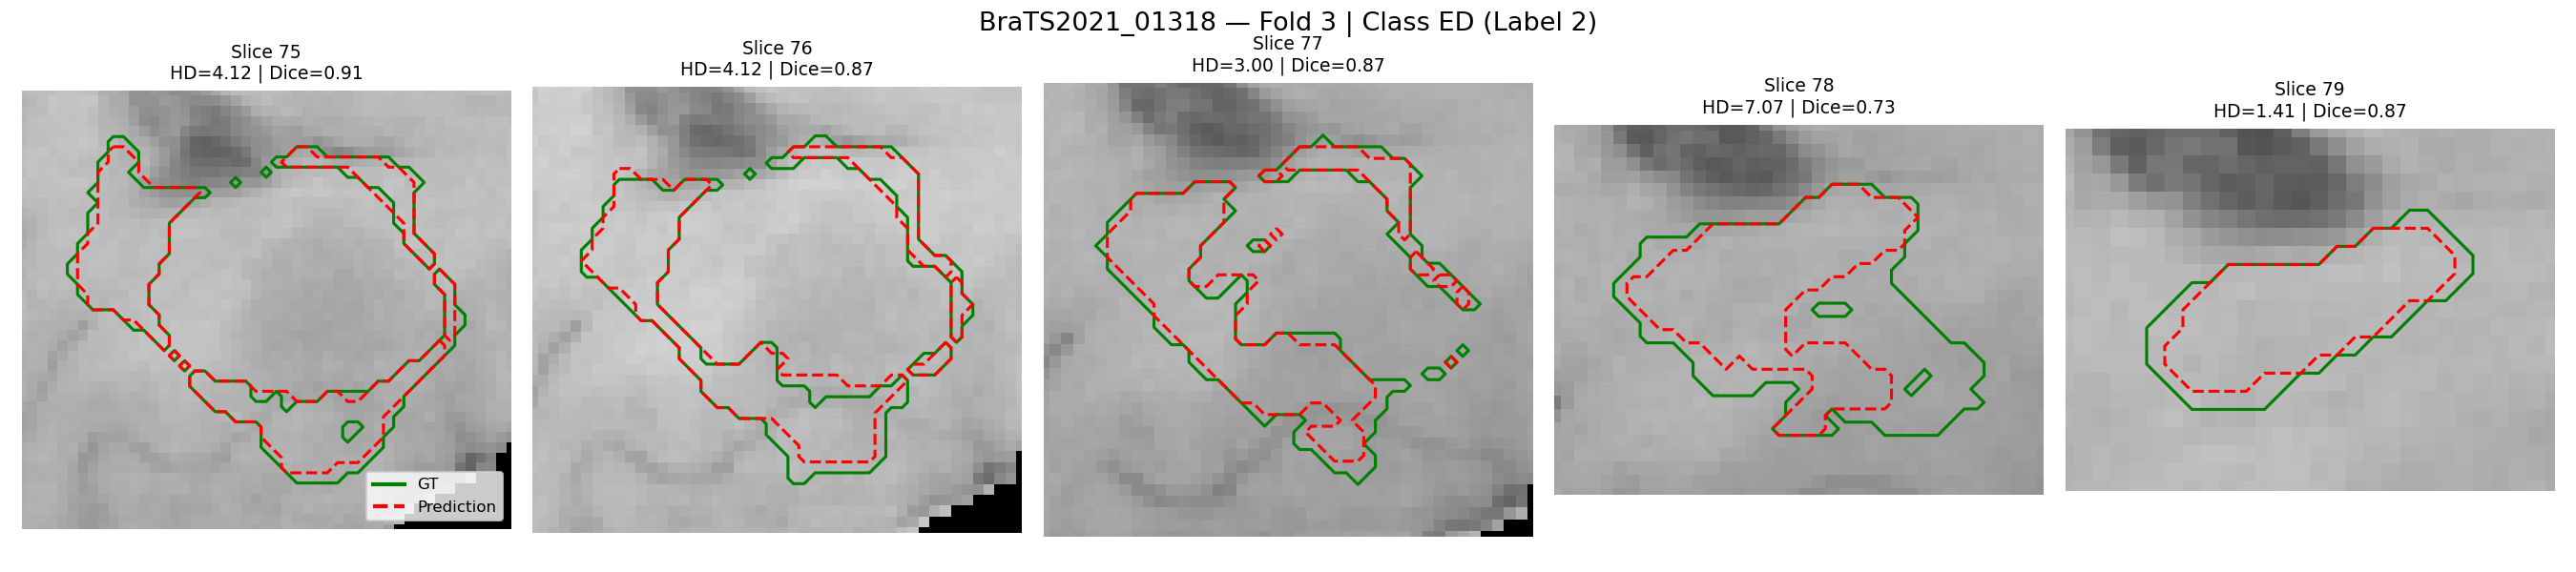 BraTS2021_01318 — Fold 3 | Class ED (Label 2)
Slice 75
HD=4.12 | Dice=0.91
Slice 76
HD=4.12 | Dice=0.87
Slice 77
HD=3.00 | Dice=0.87
Slice 78
HD=7.07 | Dice=0.73
Slice 79
HD=1.41 | Dice=0.87
GT
Prediction